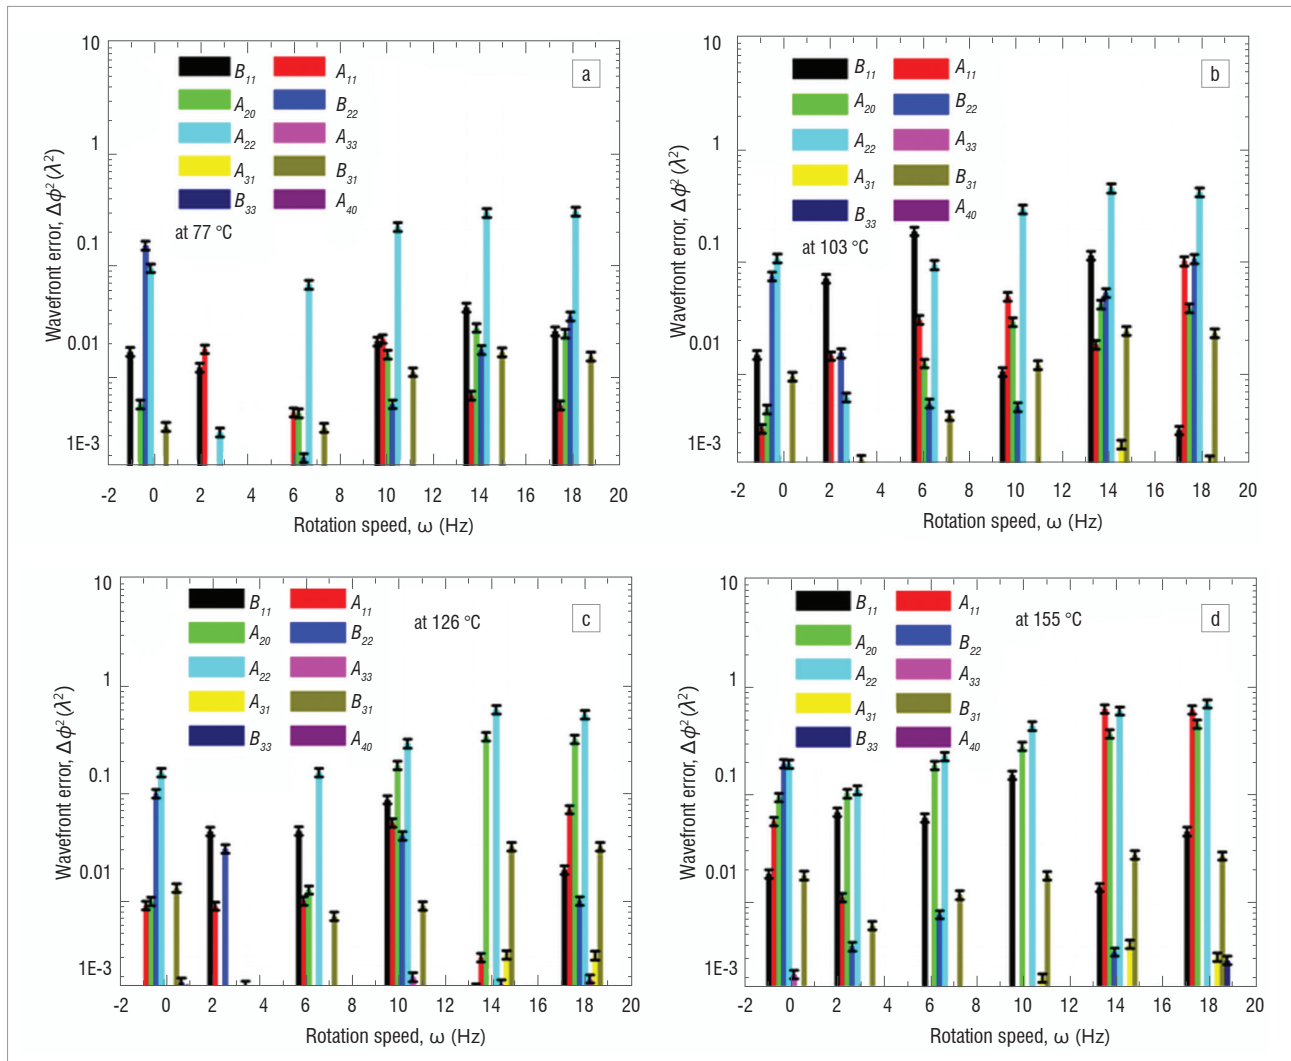 a
10
1
0.1
0.01
1E-3
Wavefront error, Δϕ² (λ²)
B₁₁ A₁₁
A₂₀ B₂₂
A₂₂ A₃₃
A₃₁ B₃₁
B₃₃ A₄₀
at 77 °C
-2 0 2 4 6 8 10 12 14 16 18 20
Rotation speed, ω (Hz)
b
10
1
0.1
0.01
1E-3
Wavefront error, Δϕ² (λ²)
B₁₁ A₁₁
A₂₀ B₂₂
A₂₂ A₃₃
A₃₁ B₃₁
B₃₃ A₄₀
at 103 °C
-2 0 2 4 6 8 10 12 14 16 18 20
Rotation speed, ω (Hz)
c
10
1
0.1
0.01
1E-3
Wavefront error, Δϕ² (λ²)
B₁₁ A₁₁
A₂₀ B₂₂
A₂₂ A₃₃
A₃₁ B₃₁
B₃₃ A₄₀
at 126 °C
-2 0 2 4 6 8 10 12 14 16 18 20
Rotation speed, ω (Hz)
d
10
1
0.1
0.01
1E-3
Wavefront error, Δϕ² (λ²)
B₁₁ A₁₁
A₂₀ B₂₂
A₂₂ A₃₃
A₃₁ B₃₁
B₃₃ A₄₀
at 155 °C
-2 0 2 4 6 8 10 12 14 16 18 20
Rotation speed, ω (Hz)